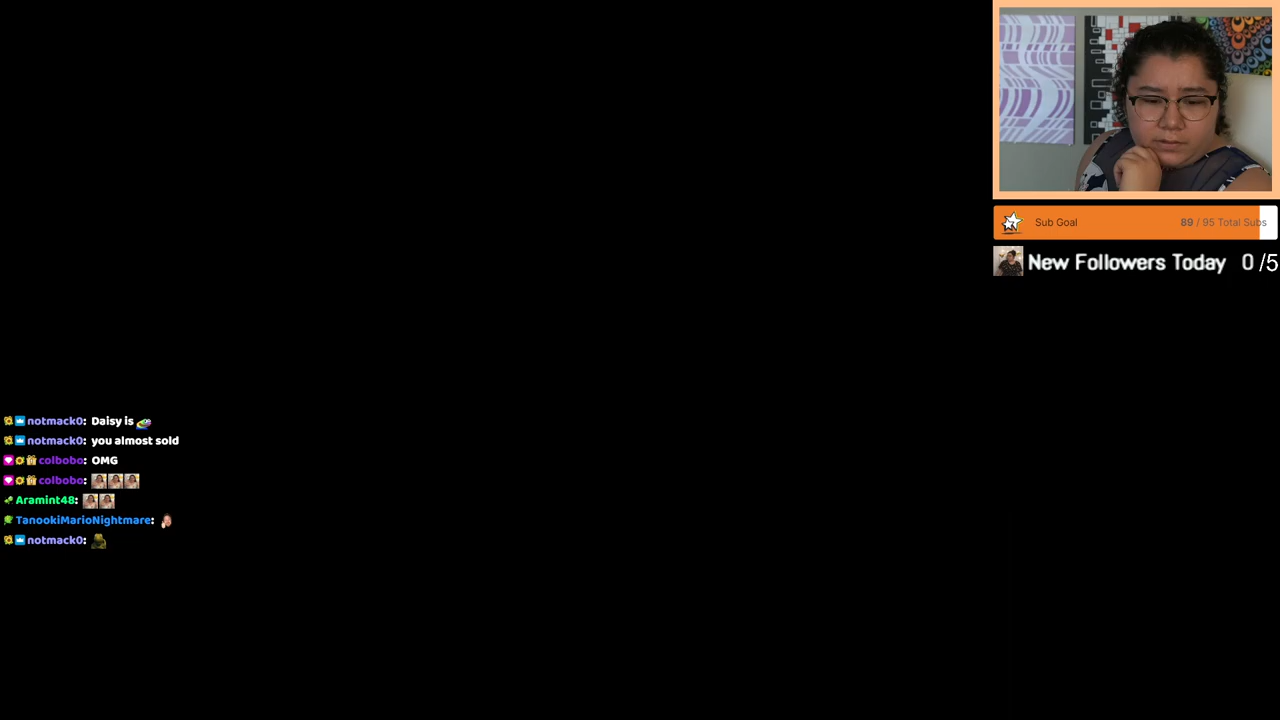 Sub Goal 89 / 95 Total Subs
New Followers Today 0 /5
notmack0: Daisy is
notmack0: you almost sold
colbobo: OMG
colbobo:
Aramint48:
TanookiMarioNightmare:
notmack0: